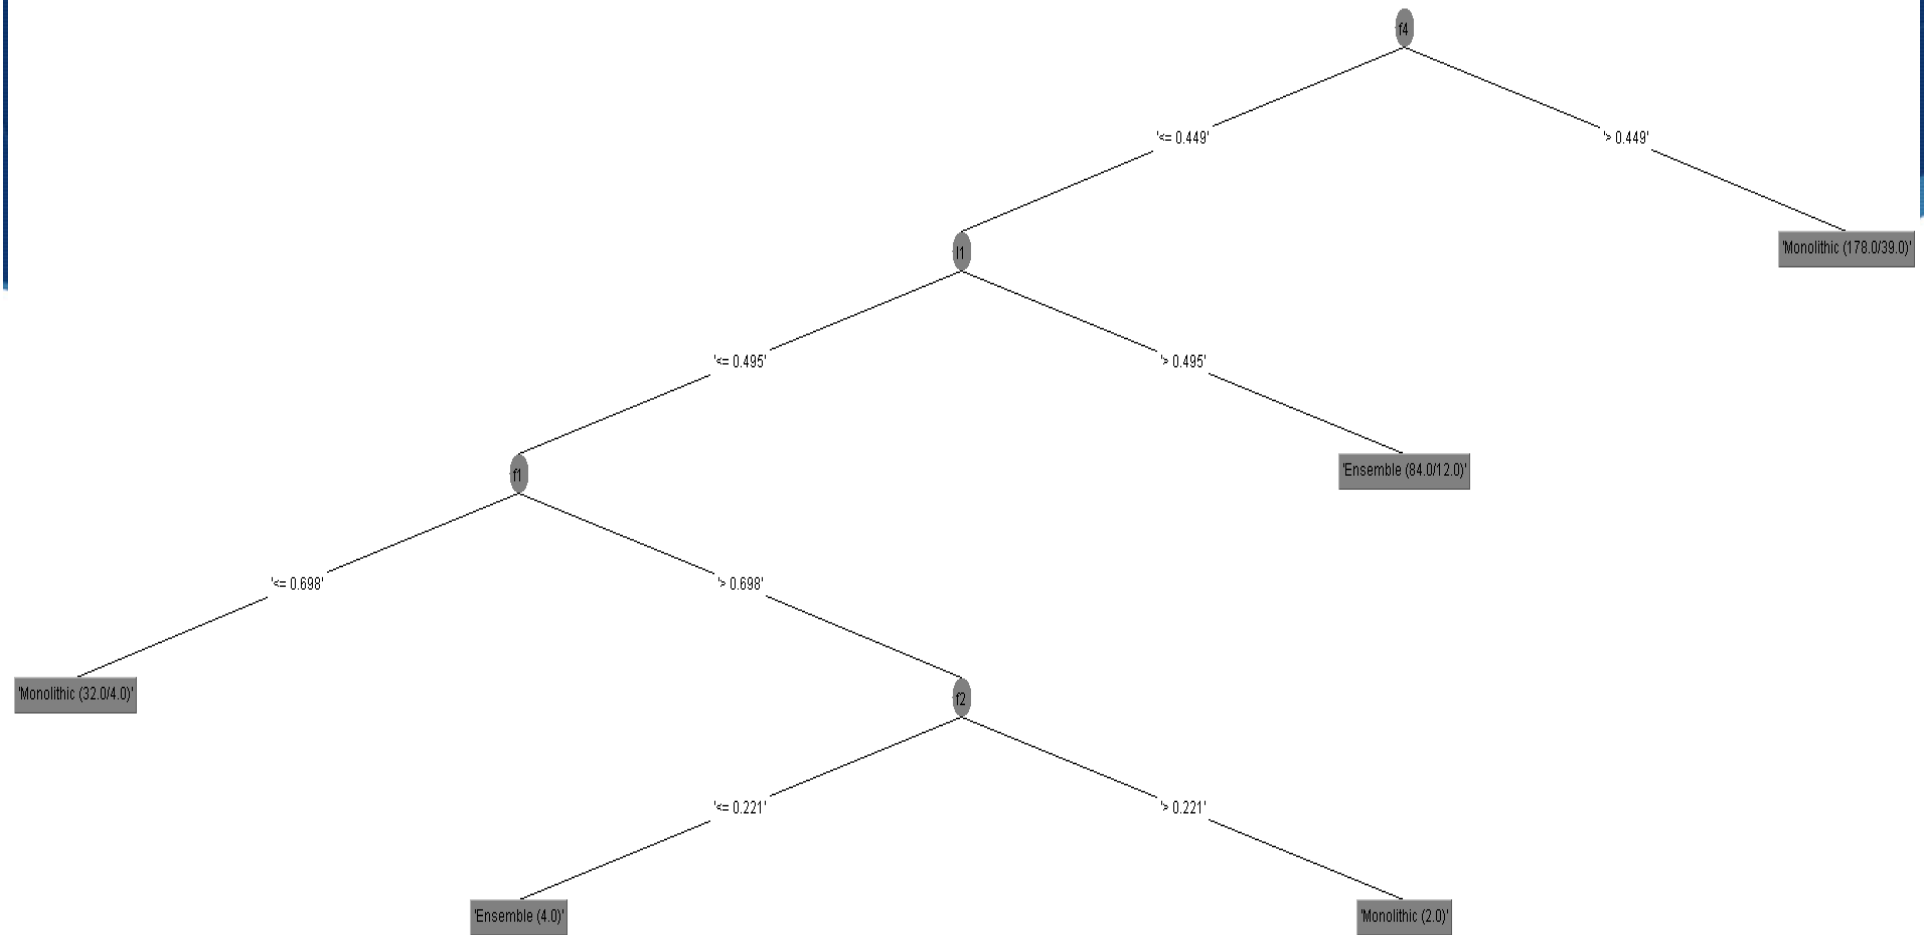 f4
'<= 0.449'
'> 0.449'
l1
'Monolithic (178.0/39.0)'
'<= 0.495'
'> 0.495'
f1
'Ensemble (84.0/12.0)'
'<= 0.698'
'> 0.698'
'Monolithic (32.0/4.0)'
f2
'<= 0.221'
'> 0.221'
'Ensemble (4.0)'
'Monolithic (2.0)'